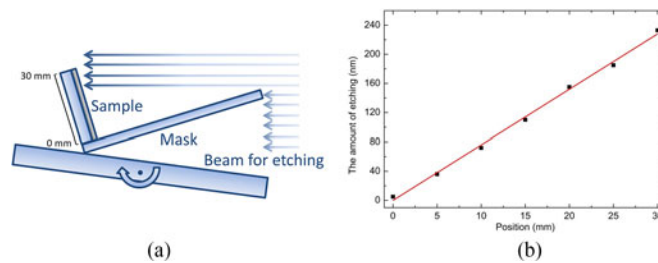 30 mm
Sample
0 mm
Mask
Beam for etching
(a)
The amount of etching (nm)
240
200
160
120
80
40
0
0 5 10 15 20 25 30
Position (mm)
(b)